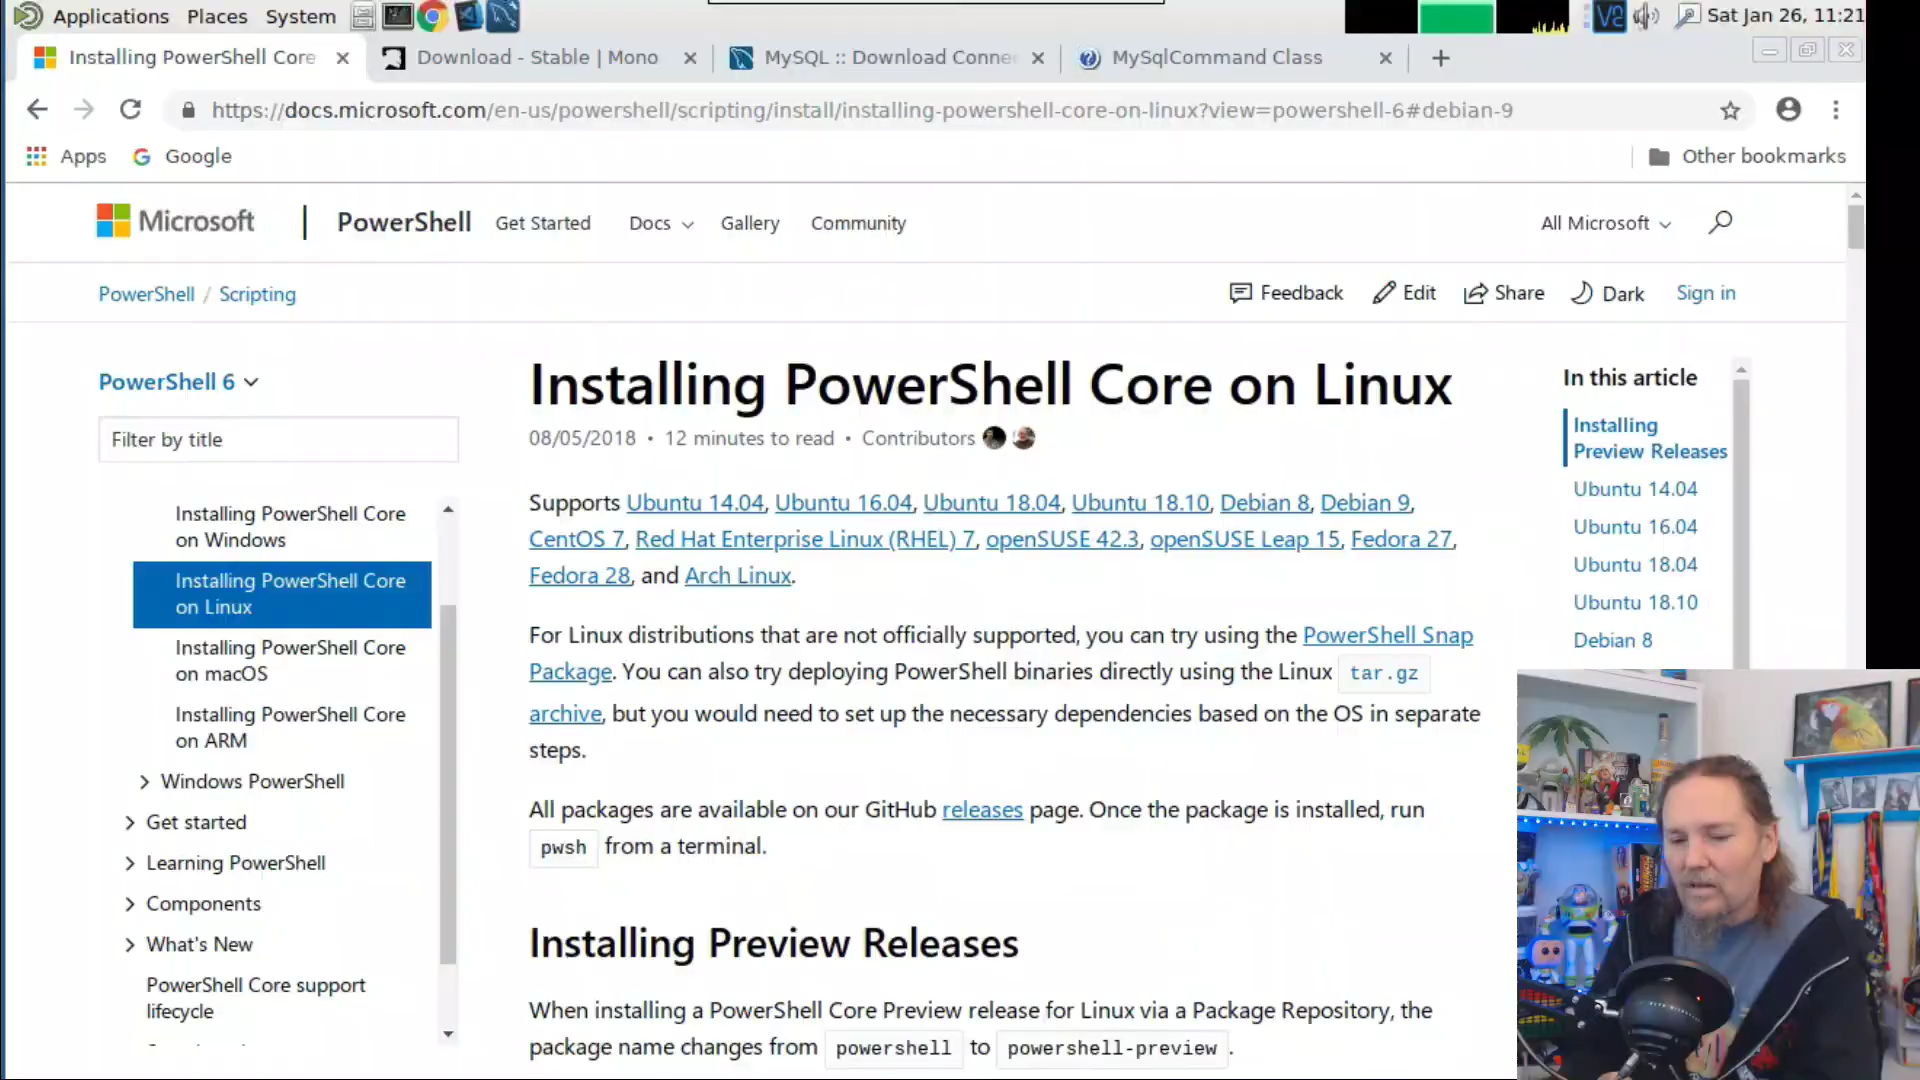 Applications Places System
Sat Jan 26, 11:21
Installing PowerShell Core
Download - Stable | Mono
MySQL :: Download Conne
MySqlCommand Class
https://docs.microsoft.com/en-us/powershell/scripting/install/installing-powershell-core-on-linux?view=powershell-6#debian-9
Apps Google Other bookmarks
Microsoft PowerShell Get Started Docs Gallery Community All Microsoft
PowerShell / Scripting
Feedback Edit Share Dark Sign in
PowerShell 6
Filter by title
Installing PowerShell Core
on Windows
Installing PowerShell Core
on Linux
Installing PowerShell Core
on macOS
Installing PowerShell Core
on ARM
Windows PowerShell
Get started
Learning PowerShell
Components
What's New
PowerShell Core support
lifecycle
Installing PowerShell Core on Linux
08/05/2018 • 12 minutes to read • Contributors
Supports Ubuntu 14.04, Ubuntu 16.04, Ubuntu 18.04, Ubuntu 18.10, Debian 8, Debian 9,
CentOS 7, Red Hat Enterprise Linux (RHEL) 7, openSUSE 42.3, openSUSE Leap 15, Fedora 27,
Fedora 28, and Arch Linux.
For Linux distributions that are not officially supported, you can try using the PowerShell Snap
Package. You can also try deploying PowerShell binaries directly using the Linux tar.gz
archive, but you would need to set up the necessary dependencies based on the OS in separate
steps.
All packages are available on our GitHub releases page. Once the package is installed, run
pwsh from a terminal.
Installing Preview Releases
When installing a PowerShell Core Preview release for Linux via a Package Repository, the
package name changes from powershell to powershell-preview.
In this article
Installing
Preview Releases
Ubuntu 14.04
Ubuntu 16.04
Ubuntu 18.04
Ubuntu 18.10
Debian 8